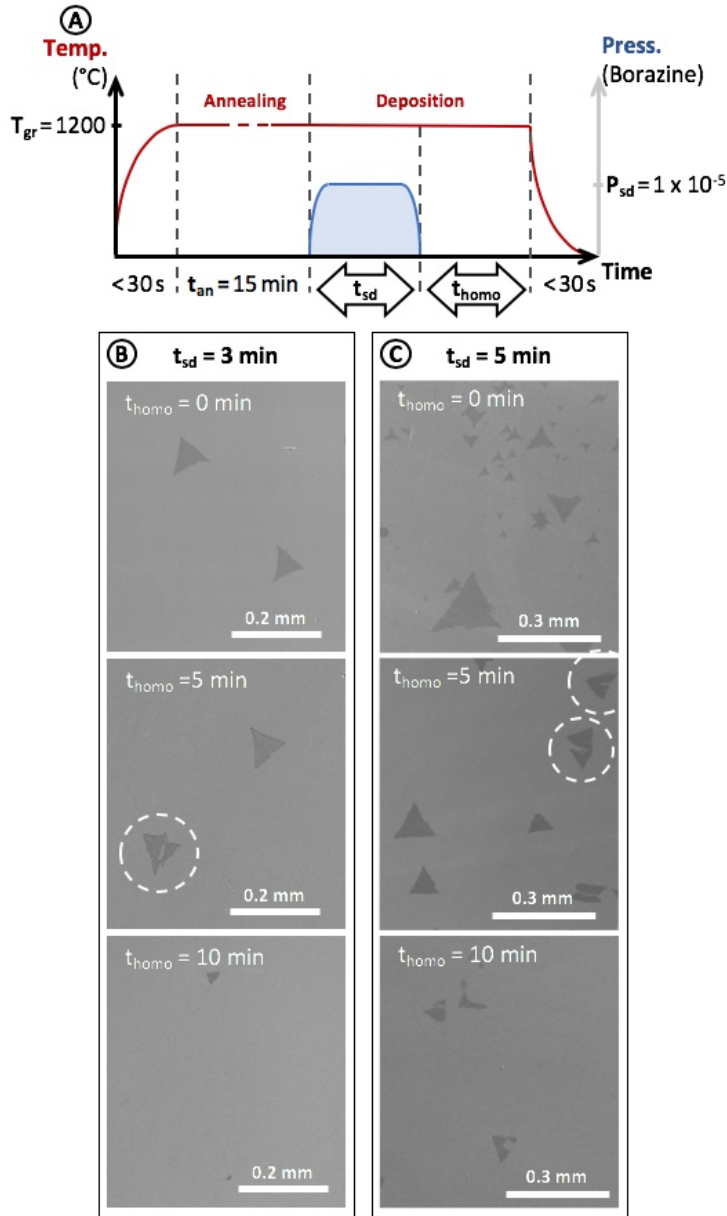 A
Temp.
(°C)
Press.
(Borazine)
Annealing
Deposition
T_gr = 1200
P_sd = 1 x 10^-5
Time
< 30 s
t_an = 15 min
t_sd
t_homo
< 30 s
B t_sd = 3 min
t_homo = 0 min
0.2 mm
t_homo =5 min
0.2 mm
t_homo = 10 min
0.2 mm
C t_sd = 5 min
t_homo = 0 min
0.3 mm
t_homo =5 min
0.3 mm
t_homo = 10 min
0.3 mm